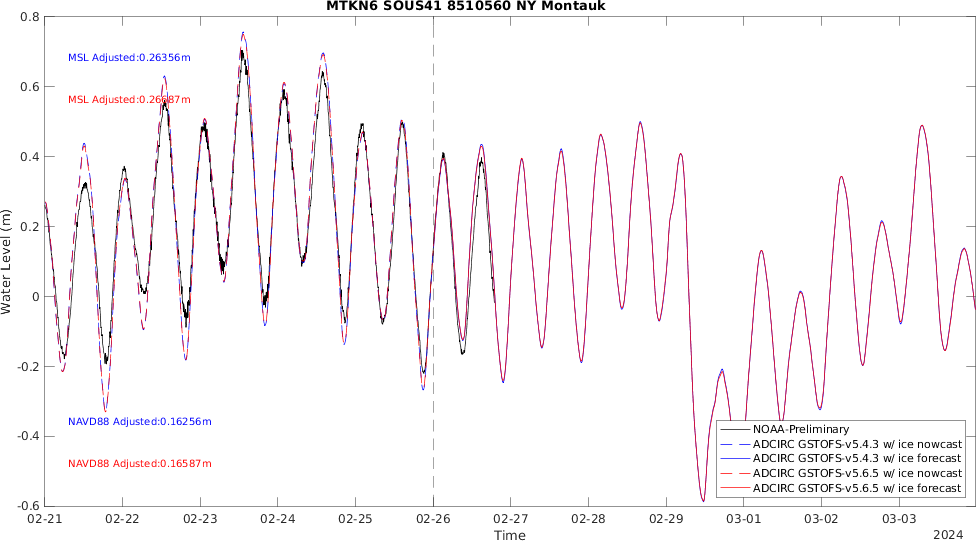 MTKN6 SOUS41 8510560 NY Montauk
0.8
0.6
0.4
0.2
0
-0.2
-0.4
-0.6
Water Level (m)
MSL Adjusted:0.26356m
MSL Adjusted:0.26687m
NAVD88 Adjusted:0.16256m
NAVD88 Adjusted:0.16587m
NOAA-Preliminary
ADCIRC GSTOFS-v5.4.3 w/ ice nowcast
ADCIRC GSTOFS-v5.4.3 w/ ice forecast
ADCIRC GSTOFS-v5.6.5 w/ ice nowcast
ADCIRC GSTOFS-v5.6.5 w/ ice forecast
02-21 02-22 02-23 02-24 02-25 02-26 02-27 02-28 02-29 03-01 03-02 03-03
Time
2024